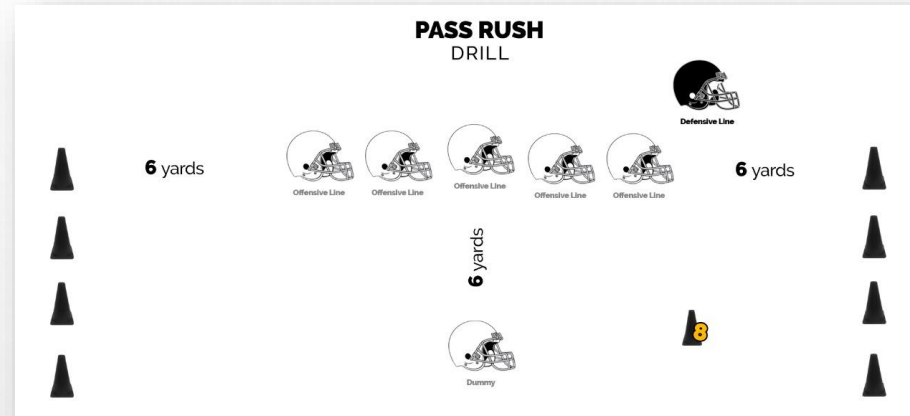 PASS RUSH
DRILL
Defensive Line
6 yards
6 yards
Offensive Line
Offensive Line
Offensive Line
Offensive Line
Offensive Line
6 yards
8
Dummy